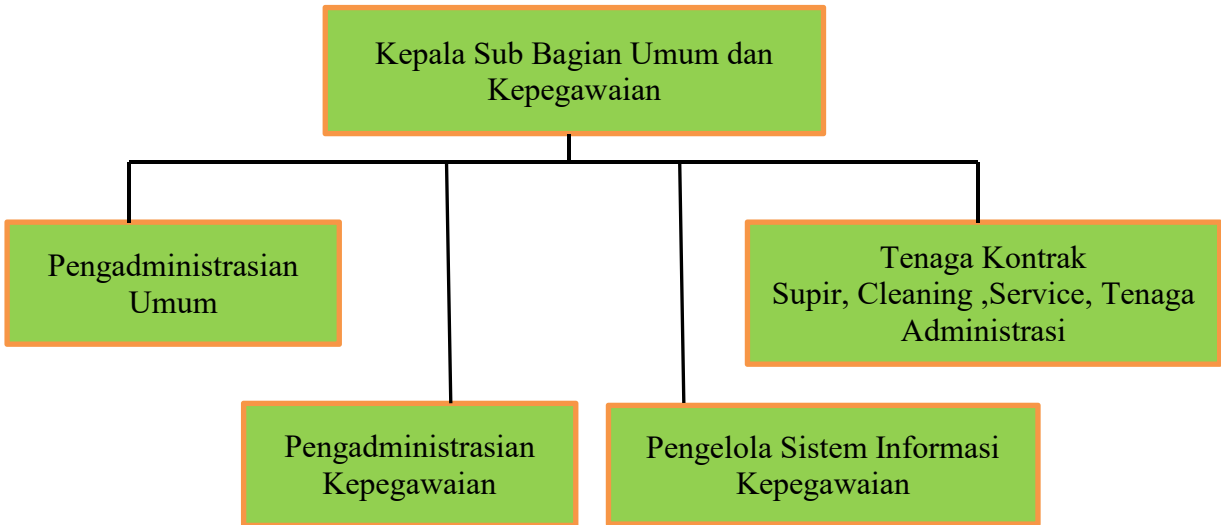 Kepala Sub Bagian Umum dan
Kepegawaian
Pengadministrasian
Umum
Tenaga Kontrak
Supir, Cleaning ,Service, Tenaga
Administrasi
Pengadministrasian
Kepegawaian
Pengelola Sistem Informasi
Kepegawaian